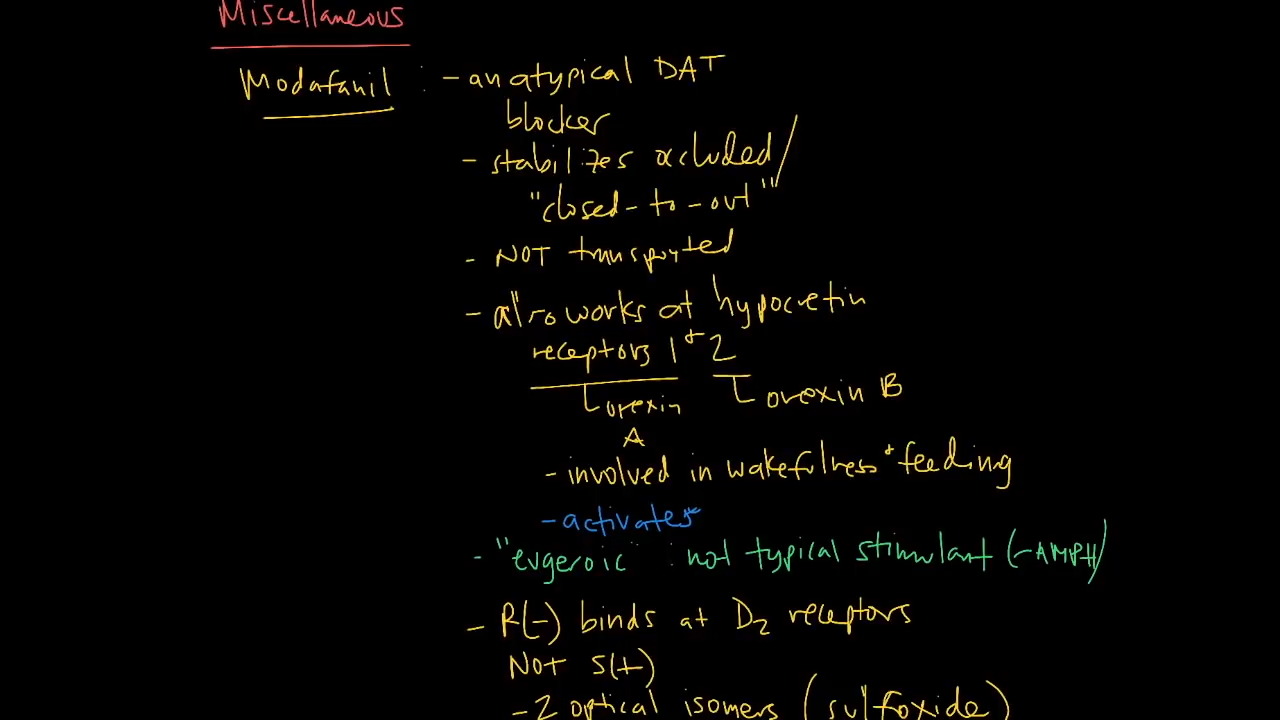 Miscellaneous
Modafanil : - an atypical DAT
blocker
- stabilizes occluded/
"closed-to-out"
- NOT transported
- also works at hypocretin
receptors 1 + 2
orexin A
orexin B
- involved in wakefulness + feeding
- activates
- "eugeroic" : not typical stimulant (-AMPH)
- R(-) binds at D2 receptors
NOT S(+)
- 2 optical isomers (sulfoxide)